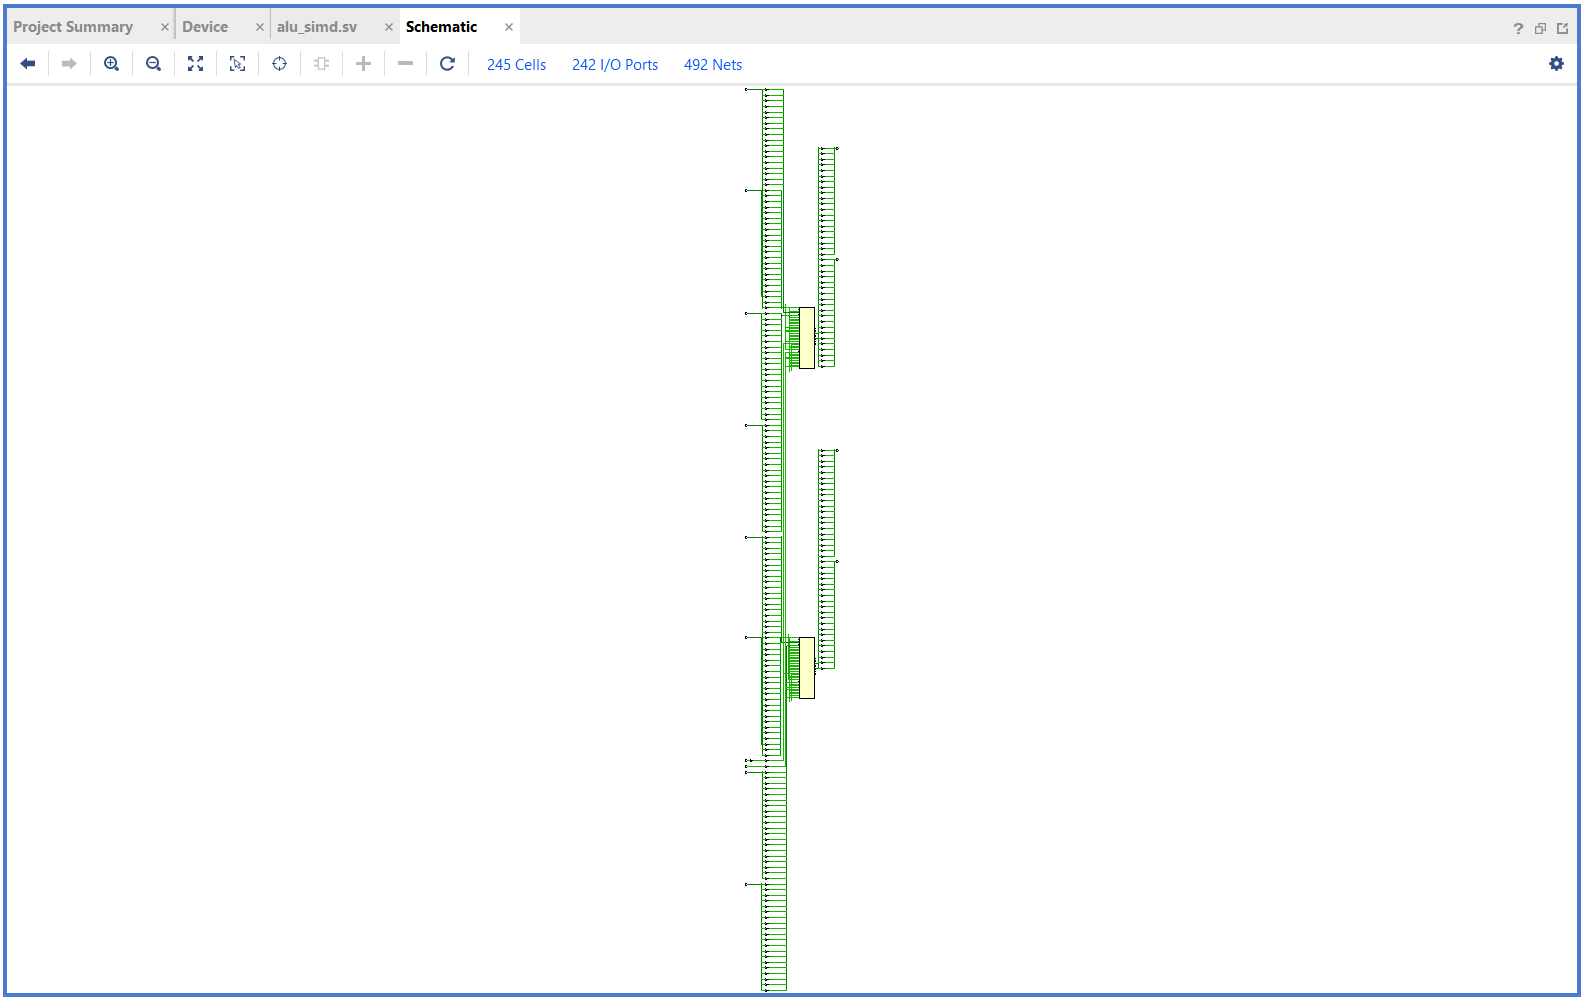 Project Summary × Device × alu_simd.sv × Schematic × ?
245 Cells 242 I/O Ports 492 Nets